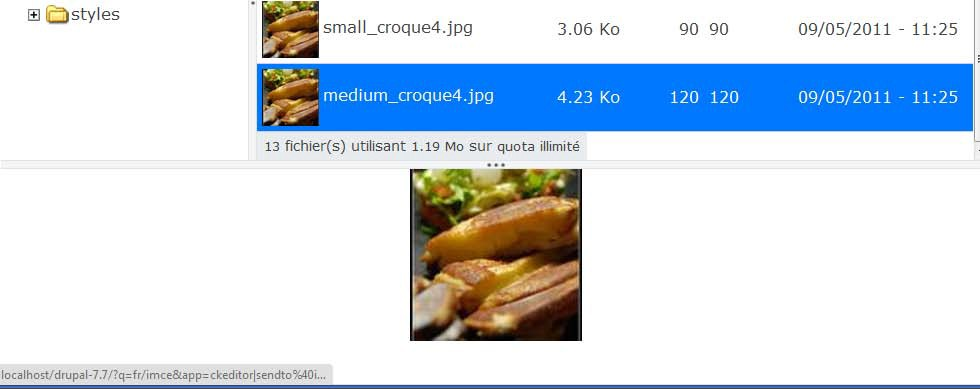 styles
small_croque4.jpg 3.06 Ko 90 90 09/05/2011 - 11:25
medium_croque4.jpg 4.23 Ko 120 120 09/05/2011 - 11:25
13 fichier(s) utilisant 1.19 Mo sur quota illimité
localhost/drupal-7.7/?q=fr/imce&app=ckeditor|sendto%40i...